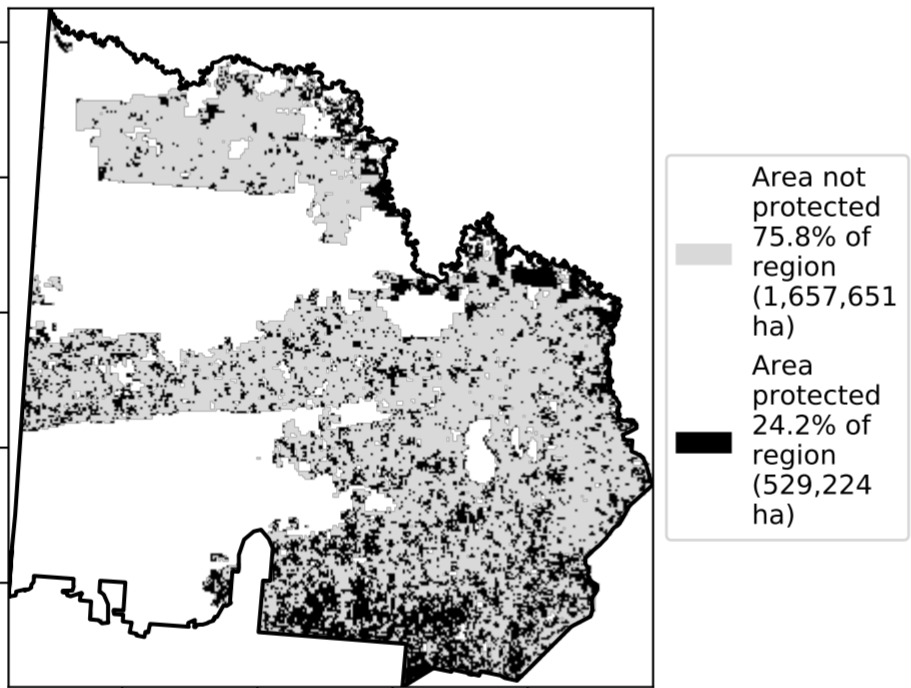 Area not
protected
75.8% of
region
(1,657,651
ha)
Area
protected
24.2% of
region
(529,224
ha)